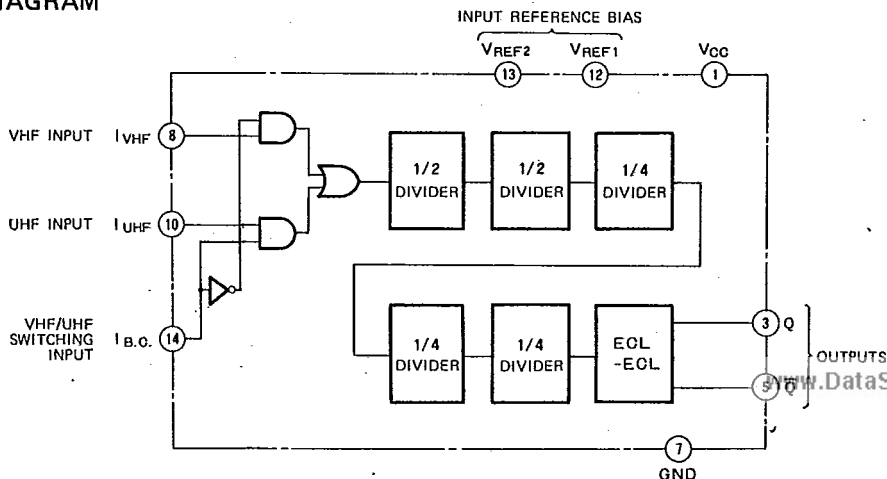 DIAGRAM
INPUT REFERENCE BIAS
VREF2
VREF1
VCC
13
12
1
VHF INPUT IVHF 8
UHF INPUT IUHF 10
VHF/UHF
SWITCHING
INPUT
IB.C. 14
1/2
DIVIDER
1/2
DIVIDER
1/4
DIVIDER
1/4
DIVIDER
1/4
DIVIDER
ECL
-ECL
3 Q
5 Q̅
OUTPUTS
www.DataS
7
GND